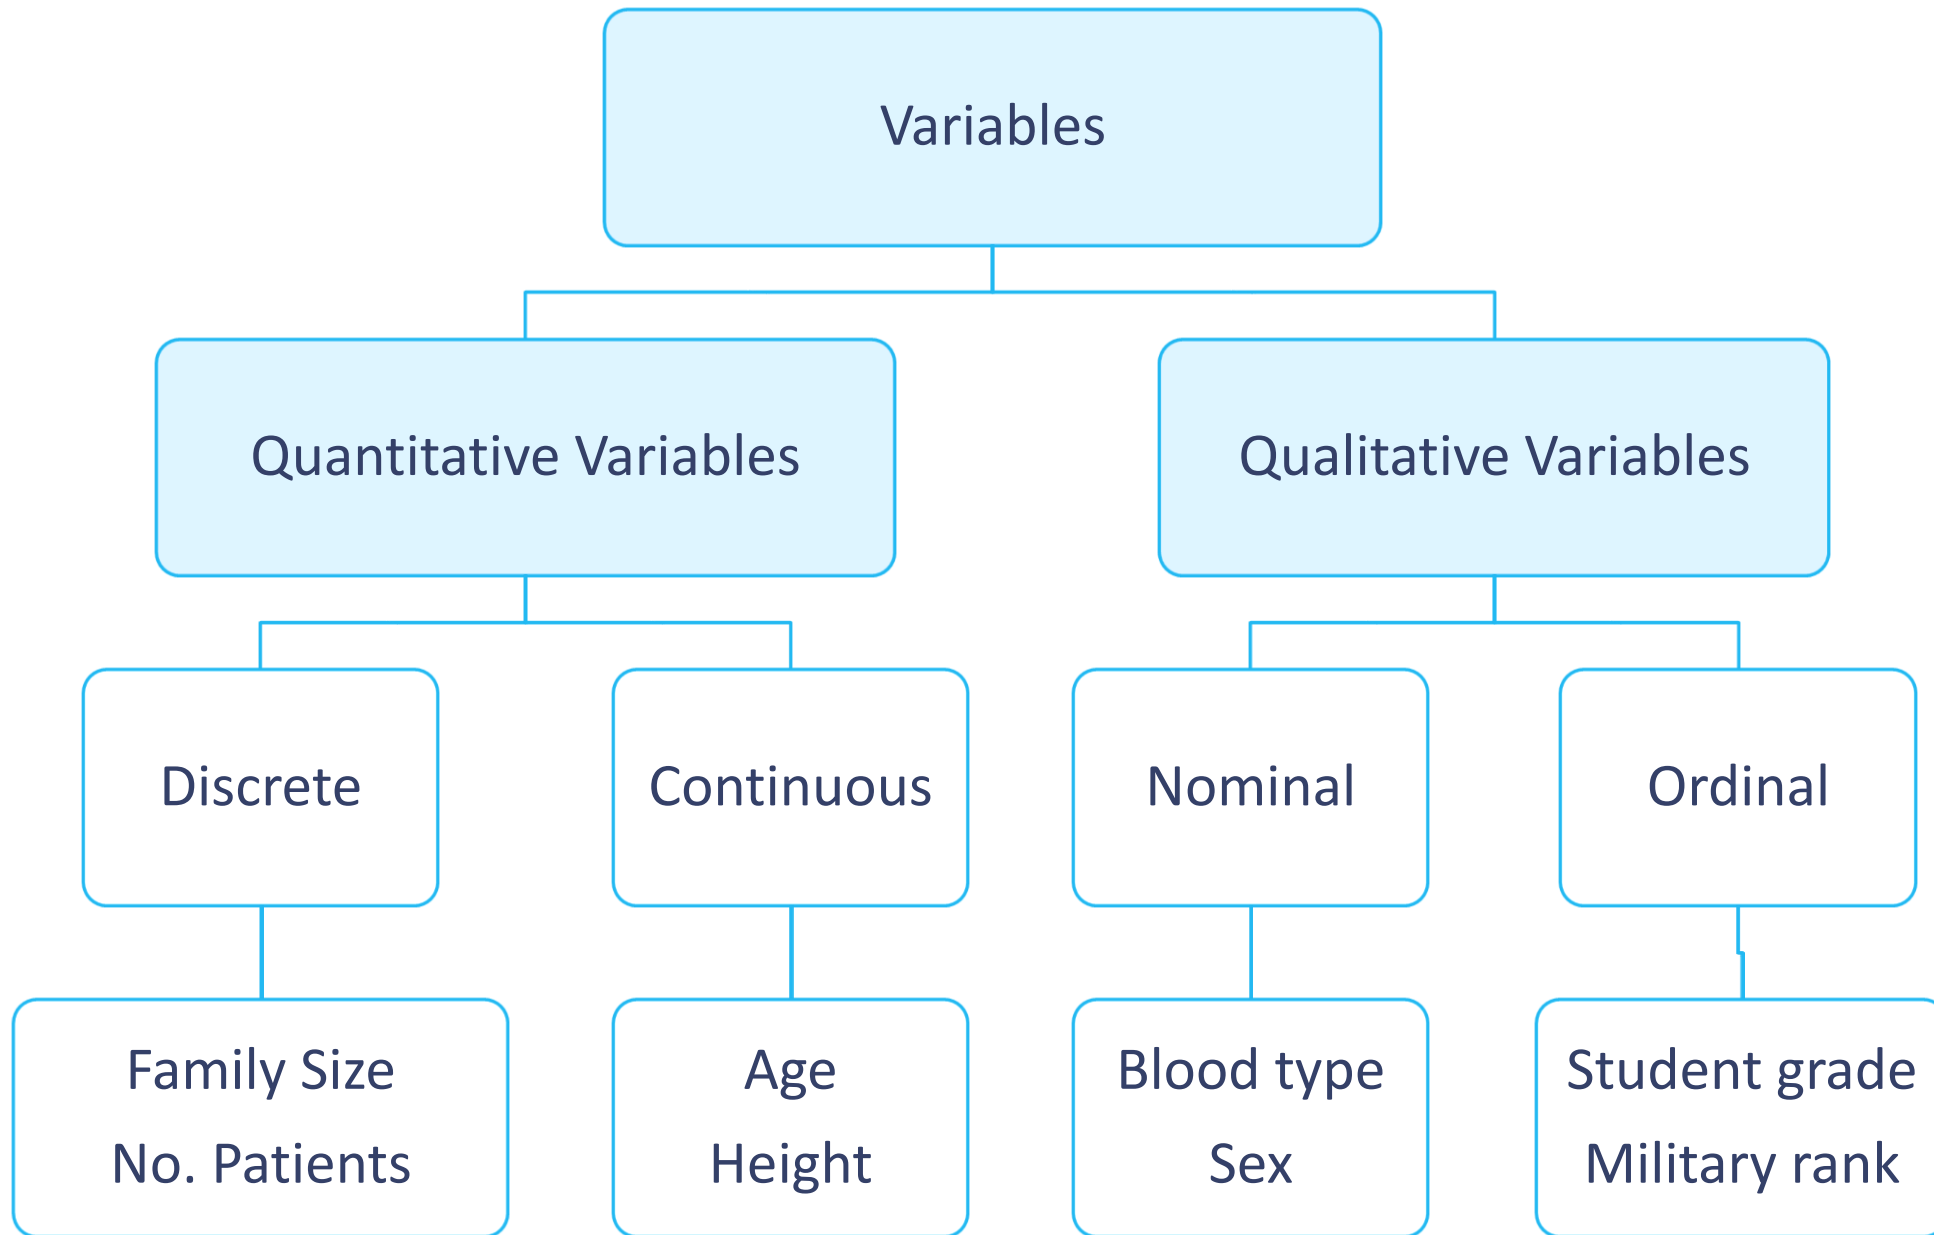 Variables
Quantitative Variables
Qualitative Variables
Discrete
Continuous
Nominal
Ordinal
Family Size
No. Patients
Age
Height
Blood type
Sex
Student grade
Military rank